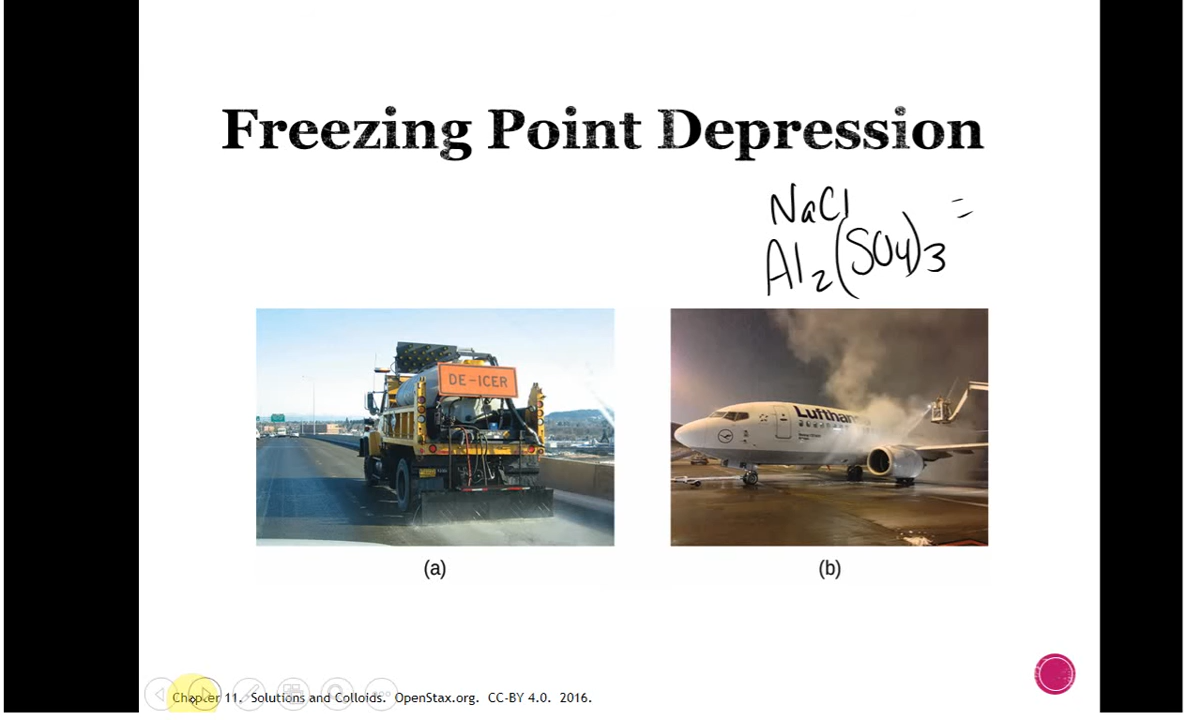 Freezing Point Depression
NaCl
Al₂(SO₄)₃ =
DE-ICER
Lufthan
(a)
(b)
Chapter 11. Solutions and Colloids. OpenStax.org. CC-BY 4.0. 2016.